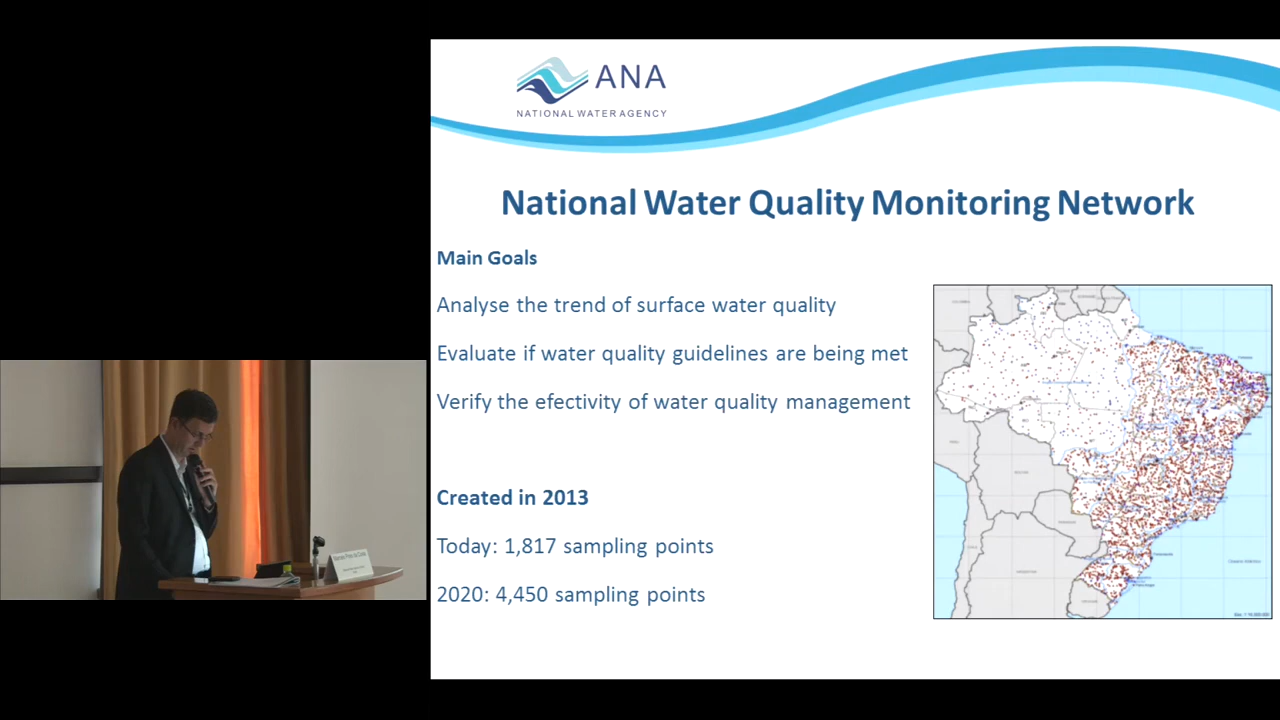 ANA
NATIONAL WATER AGENCY
National Water Quality Monitoring Network
Main Goals
Analyse the trend of surface water quality
Evaluate if water quality guidelines are being met
Verify the efectivity of water quality management
Created in 2013
Today: 1,817 sampling points
2020: 4,450 sampling points